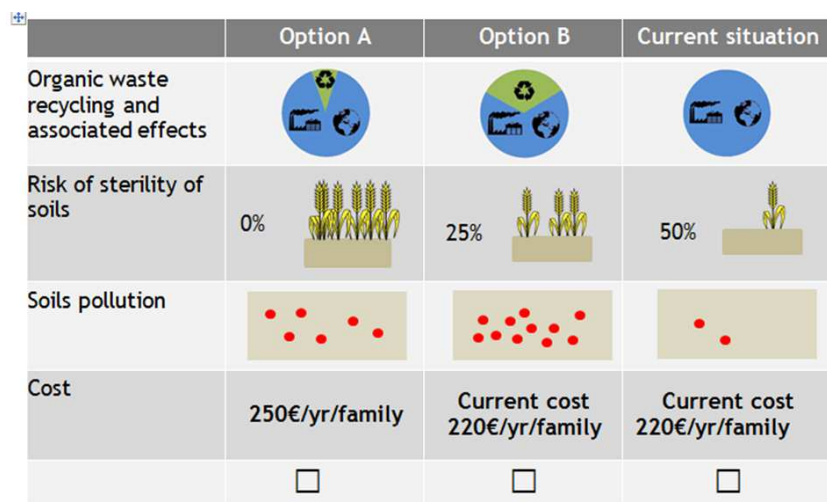 Option A
Option B
Current situation
Organic waste
recycling and
associated effects
Risk of sterility of
soils
0%
25%
50%
Soils pollution
Cost
250€/yr/family
Current cost
220€/yr/family
Current cost
220€/yr/family